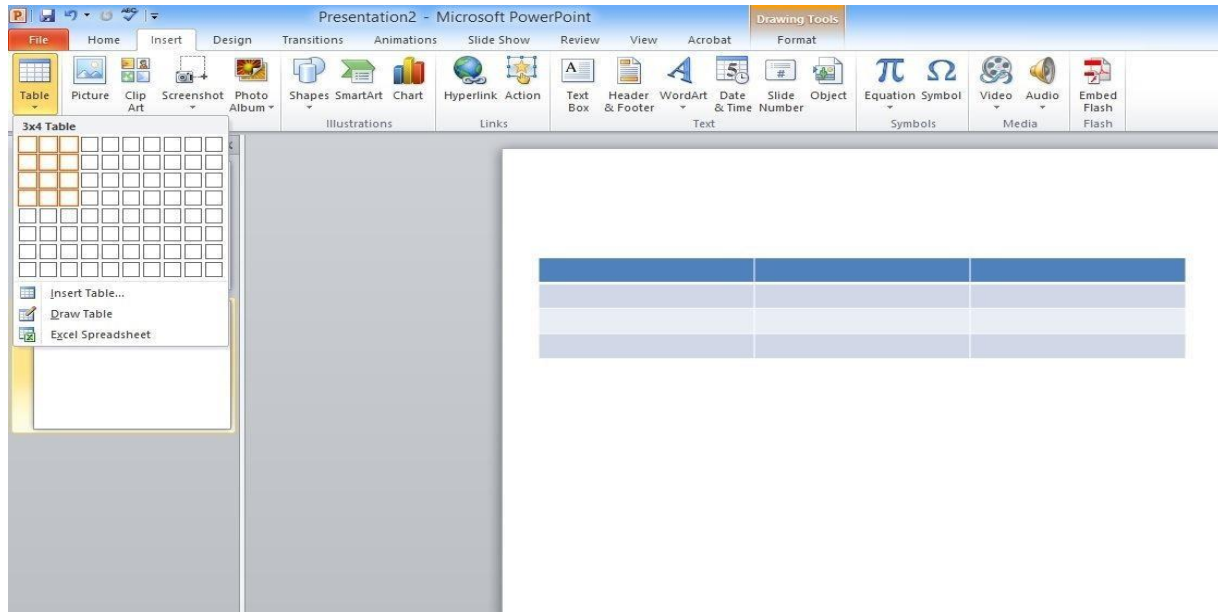 Presentation2 - Microsoft PowerPoint
Drawing Tools
File Home Insert Design Transitions Animations Slide Show Review View Acrobat Format
Table Picture Clip Art Screenshot Photo Album Shapes SmartArt Chart Hyperlink Action Text Box Header & Footer WordArt Date & Time Slide Number Object Equation Symbol Video Audio Embed Flash
Illustrations Links Text Symbols Media Flash
3x4 Table
Insert Table...
Draw Table
Excel Spreadsheet